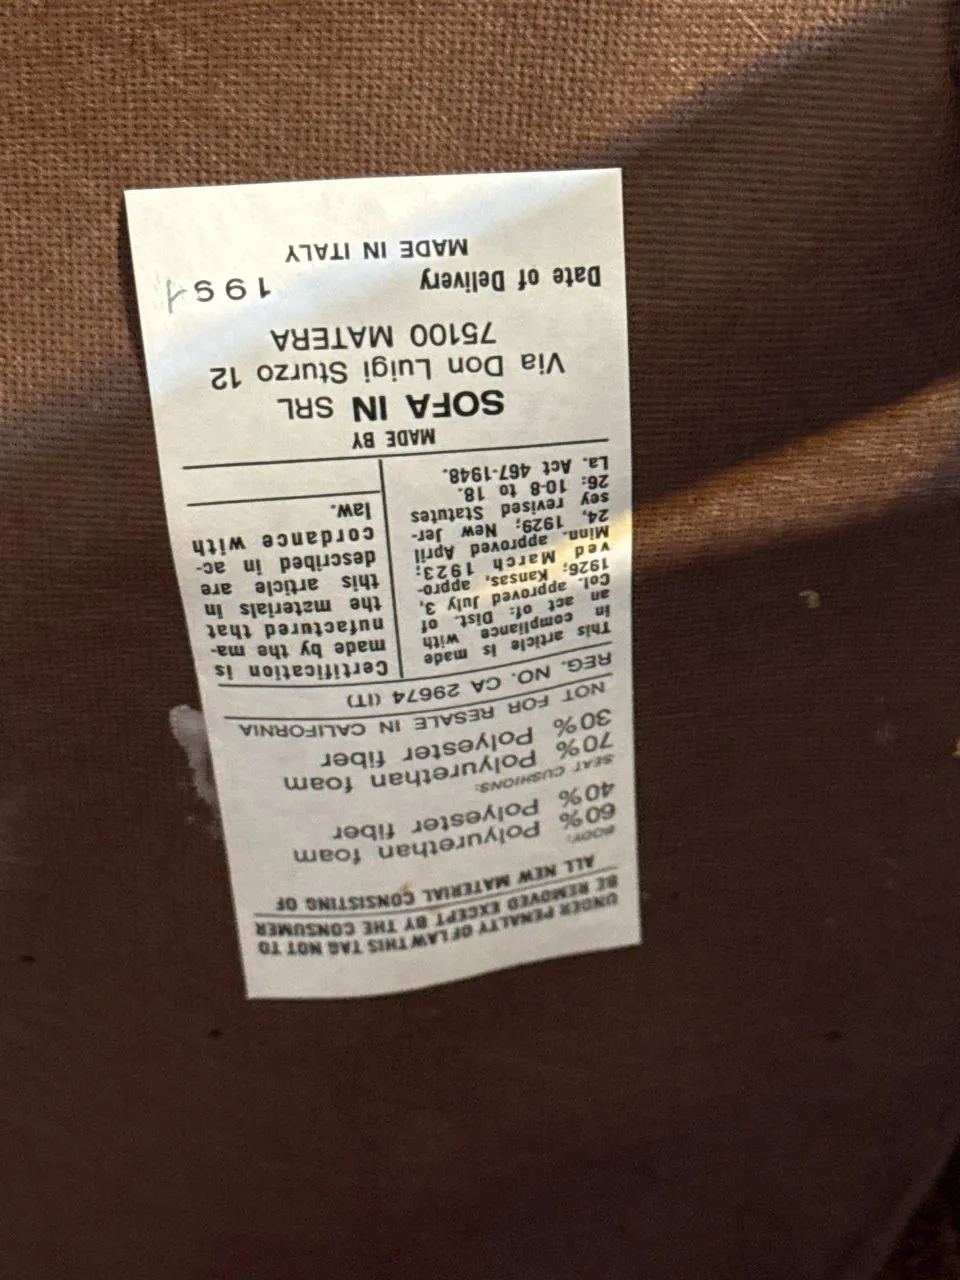 UNDER PENALTY OF LAW THIS TAG NOT TO
BE REMOVED EXCEPT BY THE CONSUMER
ALL NEW MATERIAL CONSISTING OF
BODY:
60% Polyurethan foam
40% Polyester fiber
SEAT CUSHIONS:
70% Polyurethan foam
30% Polyester fiber
NOT FOR RESALE IN CALIFORNIA
REG. NO. CA 29674 (IT)
This article is made
in compliance with
an act of: Dist. of
Col. approved July 3,
1926; Kansas, appro-
ved March 1923;
Minn. approved April
24, 1929; New Jer-
sey revised Statutes
26: 10-8 to 18.
La. Act 467-1948.
Certification is
made by the ma-
nufactured that
the materials in
this article are
described in ac-
cordance with
law.
MADE BY
SOFA IN SRL
Via Don Luigi Sturzo 12
75100 MATERA
Date of Delivery 199
MADE IN ITALY